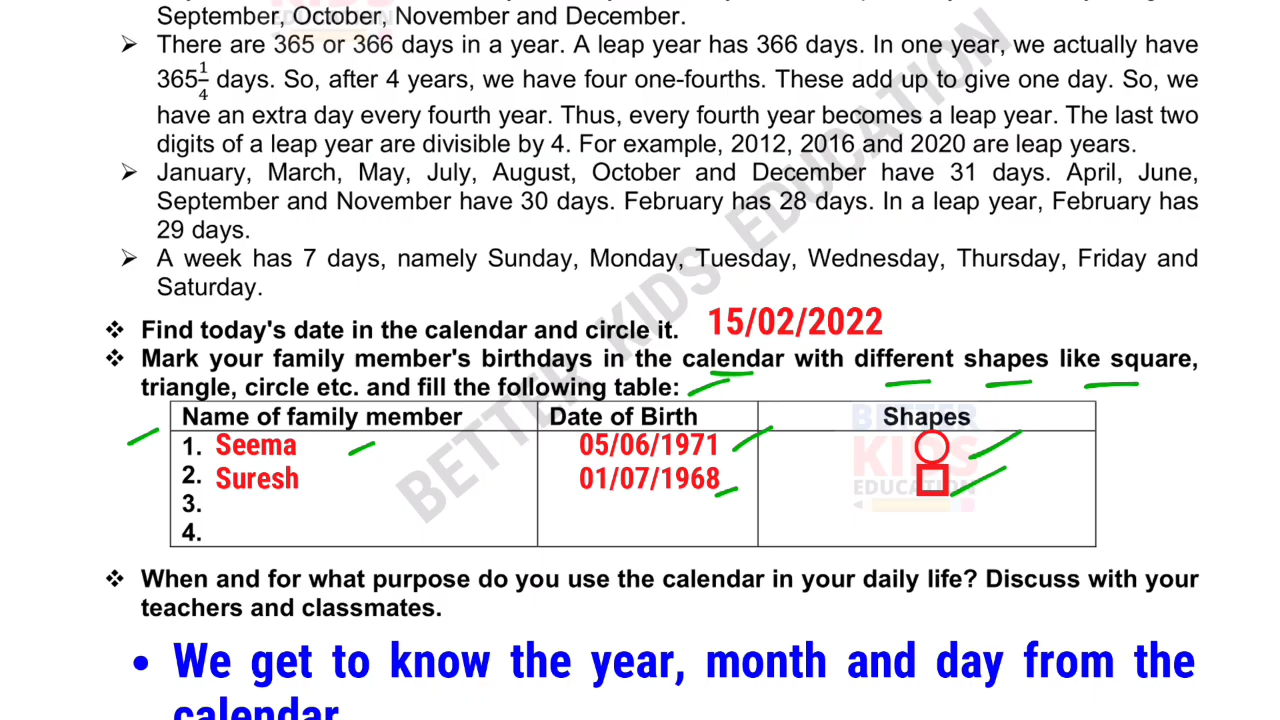 September, October, November and December.
➢ There are 365 or 366 days in a year. A leap year has 366 days. In one year, we actually have
365 1/4 days. So, after 4 years, we have four one-fourths. These add up to give one day. So, we
have an extra day every fourth year. Thus, every fourth year becomes a leap year. The last two
digits of a leap year are divisible by 4. For example, 2012, 2016 and 2020 are leap years.
➢ January, March, May, July, August, October and December have 31 days. April, June,
September and November have 30 days. February has 28 days. In a leap year, February has
29 days.
➢ A week has 7 days, namely Sunday, Monday, Tuesday, Wednesday, Thursday, Friday and
Saturday.
❖ Find today's date in the calendar and circle it. 15/02/2022
❖ Mark your family member's birthdays in the calendar with different shapes like square,
triangle, circle etc. and fill the following table:
Name of family member Date of Birth Shapes
1. Seema 05/06/1971
2. Suresh 01/07/1968
3.
4.
BETTER KIDS EDUCATION
BETTER
KIDS
EDUCATION
❖ When and for what purpose do you use the calendar in your daily life? Discuss with your
teachers and classmates.
• We get to know the year, month and day from the
calendar